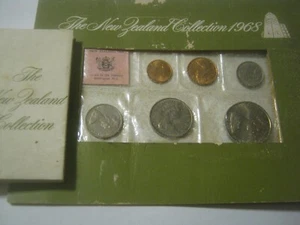 The New Zealand Collection 1968
The
New Zealand
Collection